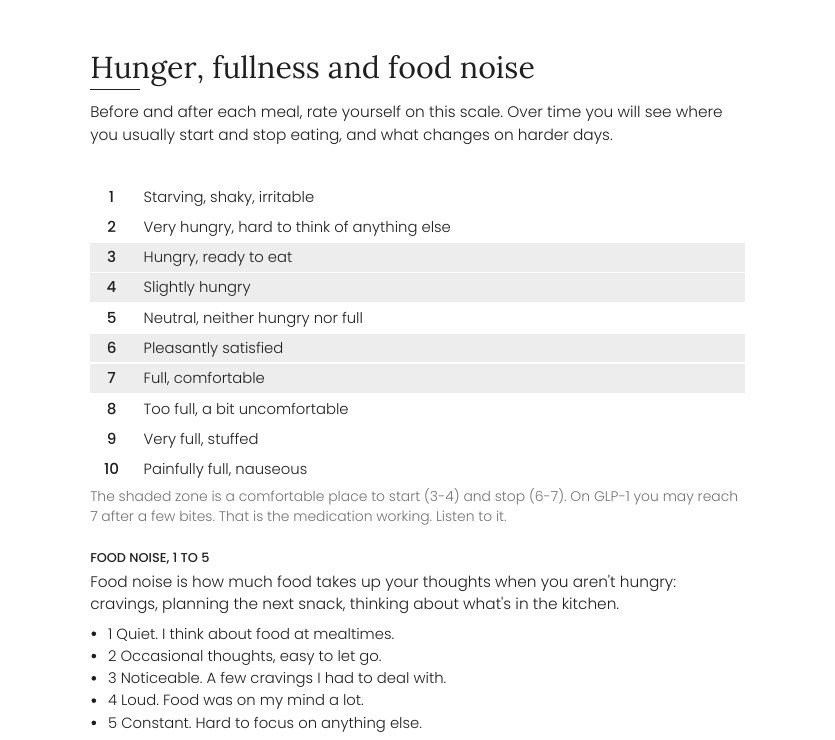 Hunger, fullness and food noise
Before and after each meal, rate yourself on this scale. Over time you will see where
you usually start and stop eating, and what changes on harder days.
1 Starving, shaky, irritable
2 Very hungry, hard to think of anything else
3 Hungry, ready to eat
4 Slightly hungry
5 Neutral, neither hungry nor full
6 Pleasantly satisfied
7 Full, comfortable
8 Too full, a bit uncomfortable
9 Very full, stuffed
10 Painfully full, nauseous
The shaded zone is a comfortable place to start (3-4) and stop (6-7). On GLP-1 you may reach
7 after a few bites. That is the medication working. Listen to it.
FOOD NOISE, 1 TO 5
Food noise is how much food takes up your thoughts when you aren't hungry:
cravings, planning the next snack, thinking about what's in the kitchen.
• 1 Quiet. I think about food at mealtimes.
• 2 Occasional thoughts, easy to let go.
• 3 Noticeable. A few cravings I had to deal with.
• 4 Loud. Food was on my mind a lot.
• 5 Constant. Hard to focus on anything else.